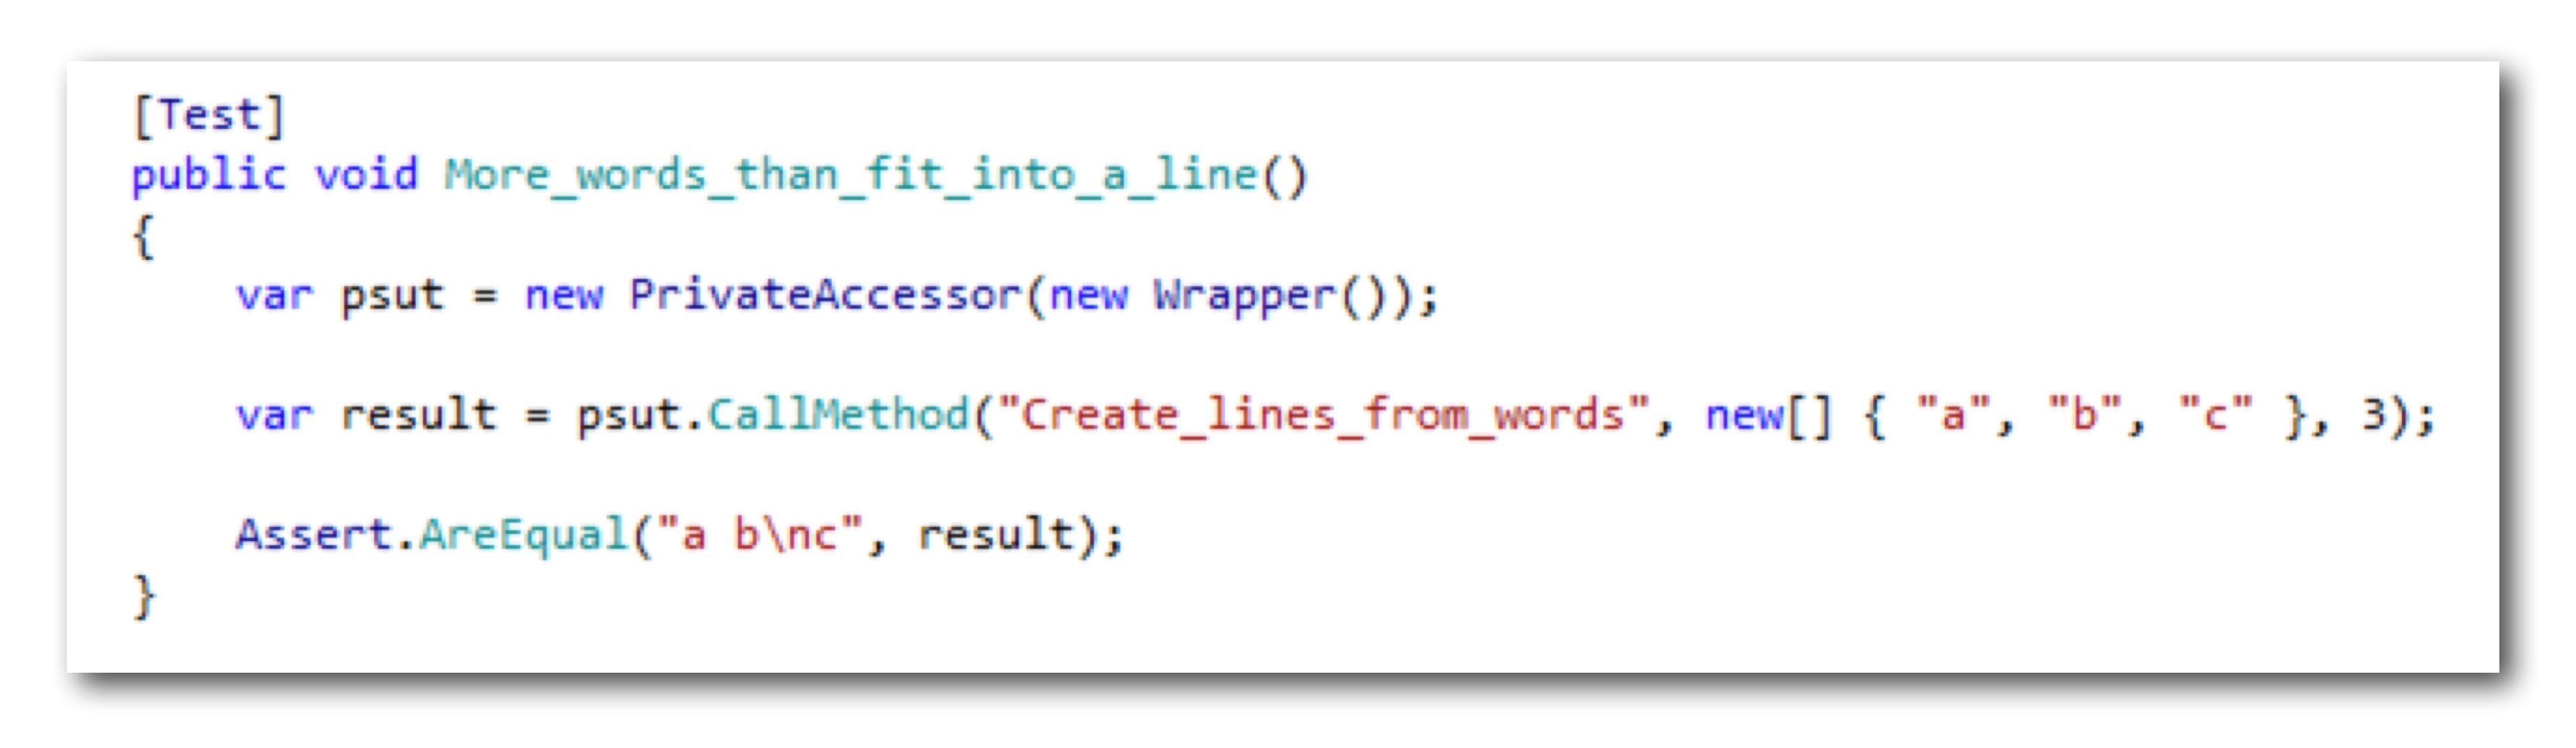 [Test]
public void More_words_than_fit_into_a_line()
{
    var psut = new PrivateAccessor(new Wrapper());
    var result = psut.CallMethod("Create_lines_from_words", new[] { "a", "b", "c" }, 3);
    Assert.AreEqual("a b\nc", result);
}